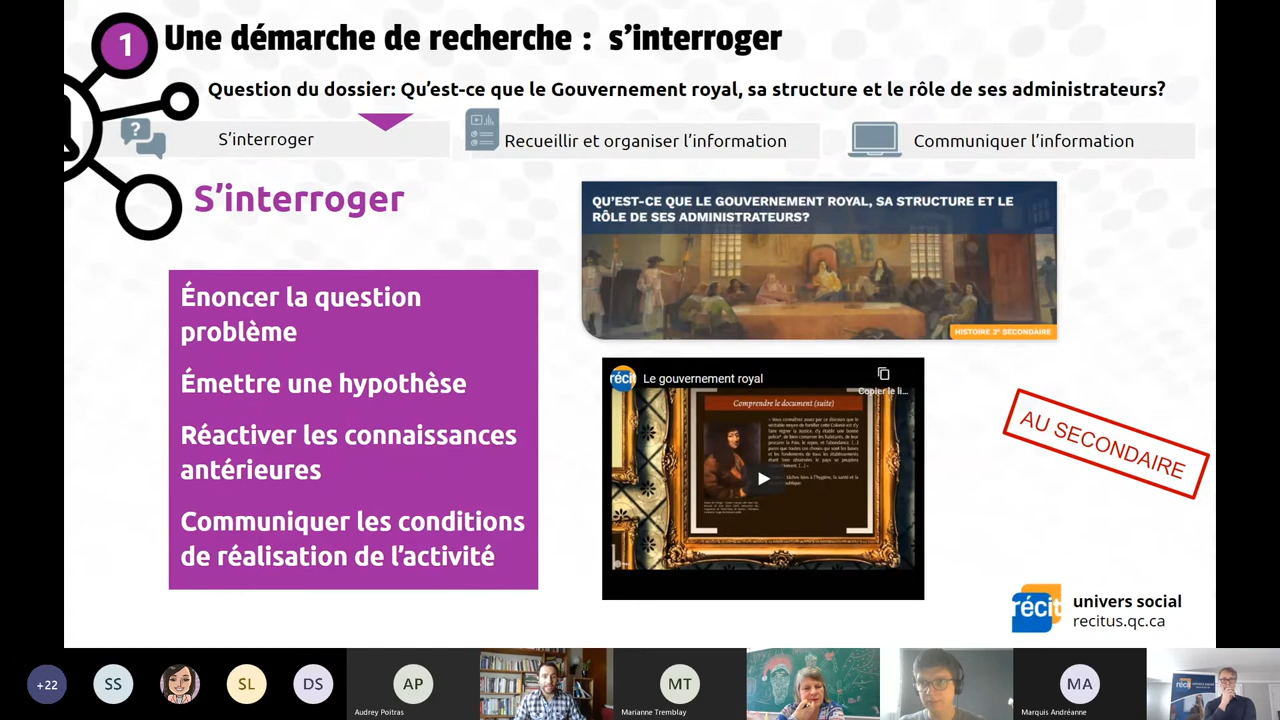 1
Une démarche de recherche : s'interroger
Question du dossier: Qu'est-ce que le Gouvernement royal, sa structure et le rôle de ses administrateurs?
?
S'interroger
Recueillir et organiser l'information
Communiquer l'information
S'interroger
QU'EST-CE QUE LE GOUVERNEMENT ROYAL, SA STRUCTURE ET LE
RÔLE DE SES ADMINISTRATEURS?
HISTOIRE 3e SECONDAIRE
Énoncer la question
problème
Émettre une hypothèse
Réactiver les connaissances
antérieures
Communiquer les conditions
de réalisation de l'activité
récit
Le gouvernement royal
Copier le li...
Comprendre le document (suite)
AU SECONDAIRE
récit
univers social
recitus.qc.ca
+22
SS
SL
DS
AP
Audrey Poitras
MT
Marianne Tremblay
MA
Marquis Andréanne
récit